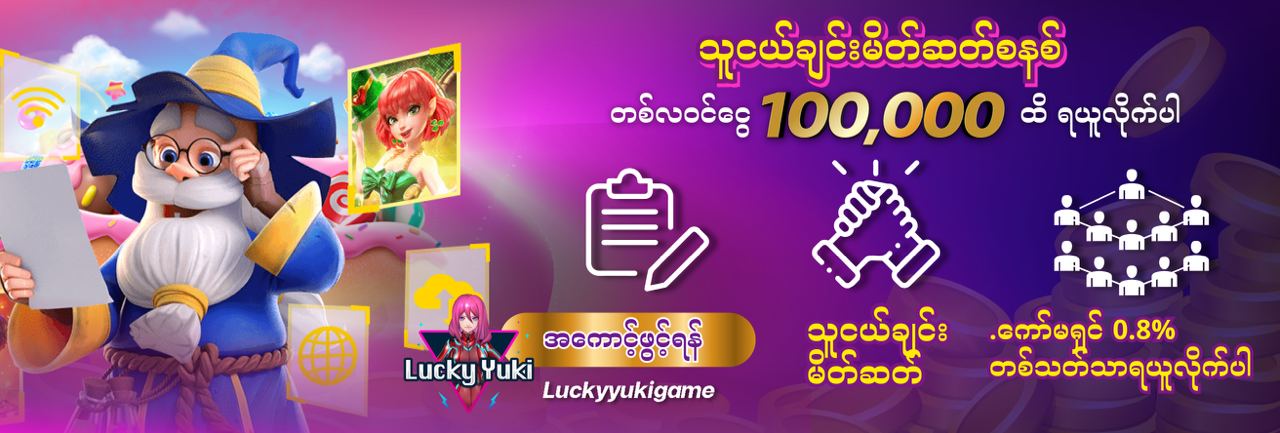 သူငယ်ချင်းမိတ်ဆတ်စနစ်
တစ်လဝင်ငွေ 100,000 ထိ ရယူလိုက်ပါ
အကောင့်ဖွင့်ရန်
Lucky Yuki
Luckyyukigame
သူငယ်ချင်း
မိတ်ဆတ်
.ကော်မရှင် 0.8%
တစ်သတ်သာရယူလိုက်ပါ